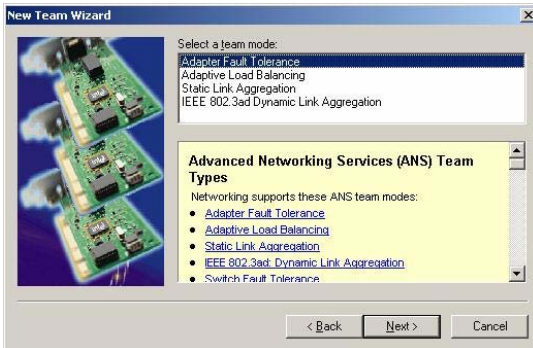 New Team Wizard
Select a team mode:
Adapter Fault Tolerance
Adaptive Load Balancing
Static Link Aggregation
IEEE 802.3ad Dynamic Link Aggregation
Advanced Networking Services (ANS) Team
Types
Networking supports these ANS team modes:
Adapter Fault Tolerance
Adaptive Load Balancing
Static Link Aggregation
IEEE 802.3ad: Dynamic Link Aggregation
Switch Fault Tolerance
< Back
Next >
Cancel